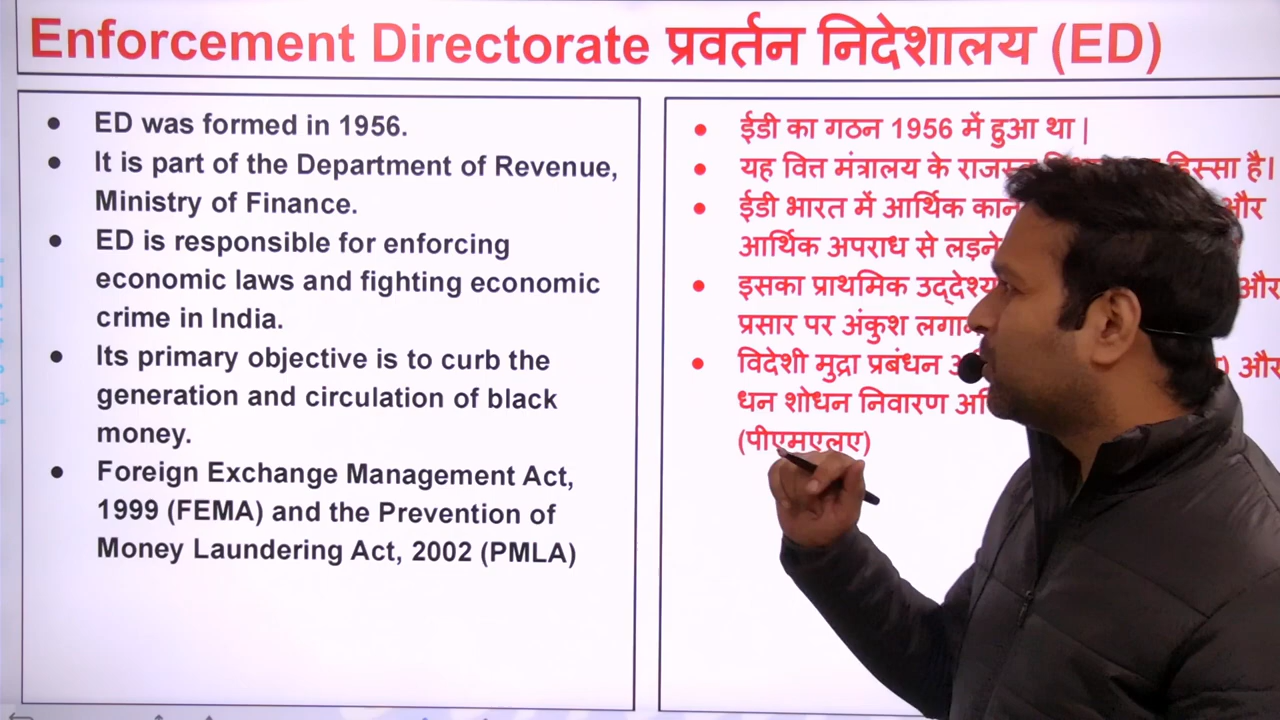 Enforcement Directorate प्रवर्तन निदेशालय (ED)
• ED was formed in 1956.
• It is part of the Department of Revenue,
Ministry of Finance.
• ED is responsible for enforcing
economic laws and fighting economic
crime in India.
• Its primary objective is to curb the
generation and circulation of black
money.
• Foreign Exchange Management Act,
1999 (FEMA) and the Prevention of
Money Laundering Act, 2002 (PMLA)
• ईडी का गठन 1956 में हुआ था |
• यह वित्त मंत्रालय के हिस्सा है।
• ईडी भारत में आर्थिक और
आर्थिक अपराध से लड़ने
• इसका प्राथमिक उद्देश्य और
प्रसार पर अंकुश
• विदेशी मुद्रा प्रबंधन और
धन शोधन निवारण
(पीएमएलए)